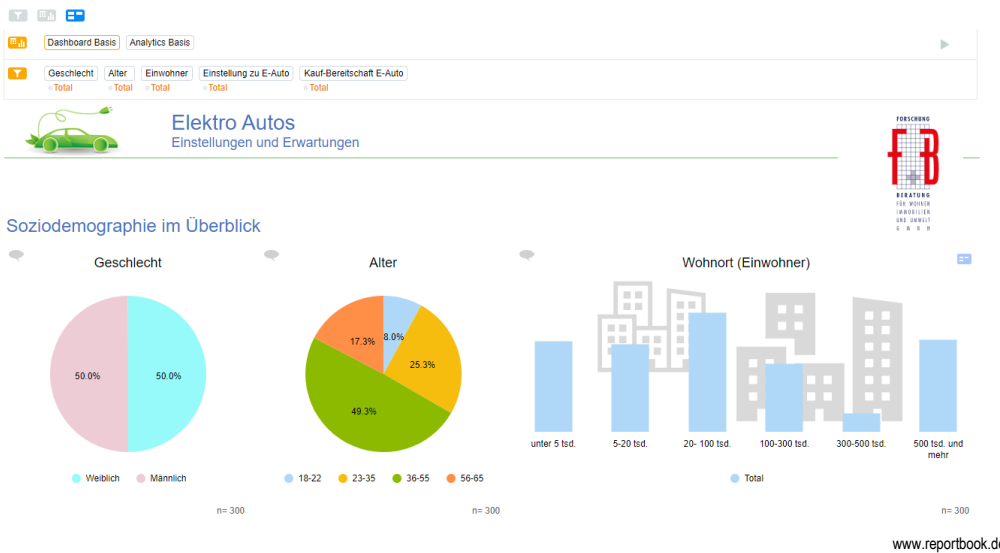 Dashboard Basis Analytics Basis
Geschlecht Alter Einwohner Einstellung zu E-Auto Kauf-Bereitschaft E-Auto
Total Total Total Total Total
Elektro Autos
Einstellungen und Erwartungen
FORSCHUNG
F+B
BERATUNG
FÜR WOHNEN
IMMOBILIEN
UND UMWELT
GMBH
Soziodemographie im Überblick
Geschlecht
50.0%
50.0%
Weiblich Männlich
n= 300
Alter
8.0%
17.3%
25.3%
49.3%
18-22 23-35 36-55 56-65
n= 300
Wohnort (Einwohner)
unter 5 tsd. 5-20 tsd. 20- 100 tsd. 100-300 tsd. 300-500 tsd. 500 tsd. und
mehr
Total
n= 300